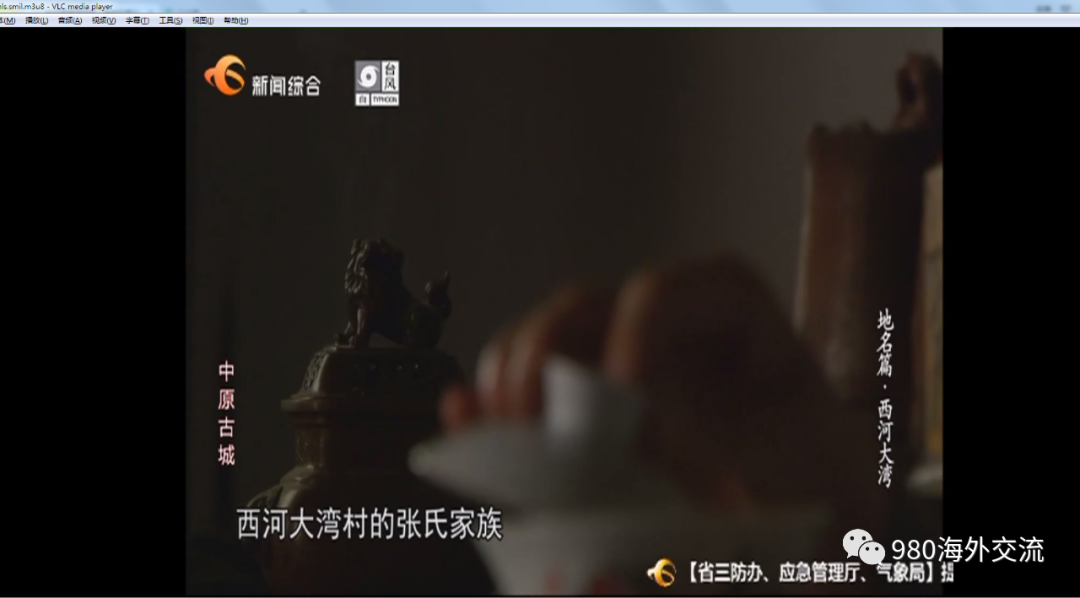 ls.smil.m3u8 - VLC media player
体(M) 播放(L) 音频(A) 视频(V) 字幕(T) 工具(S) 视图(I) 帮助(H)
新闻综合
台风
白 TYPHOON
地名篇·西河大湾
中原古城
西河大湾村的张氏家族
980海外交流
【省三防办、应急管理厅、气象局】提